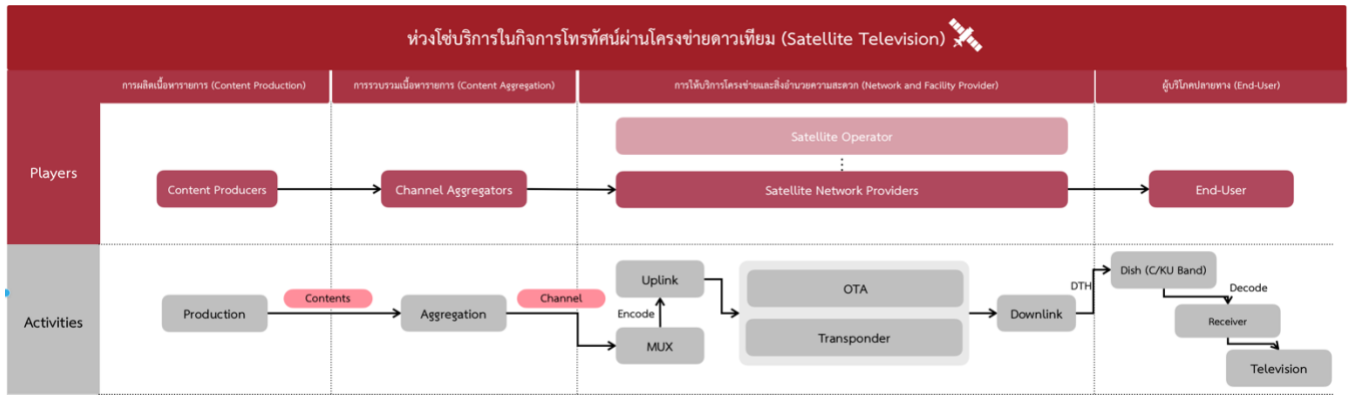 ห่วงโซ่บริการในกิจการโทรทัศน์ผ่านโครงข่ายดาวเทียม (Satellite Television)
การผลิตเนื้อหารายการ (Content Production)
การรวบรวมเนื้อหารายการ (Content Aggregation)
การให้บริการโครงข่ายและสิ่งอำนวยความสะดวก (Network and Facility Provider)
ผู้บริโภคปลายทาง (End-User)
Players
Content Producers
Channel Aggregators
Satellite Operator
Satellite Network Providers
End-User
Activities
Production
Contents
Aggregation
Channel
Uplink
Encode
MUX
OTA
Transponder
Downlink
DTH
Dish (C/KU Band)
Decode
Receiver
Television